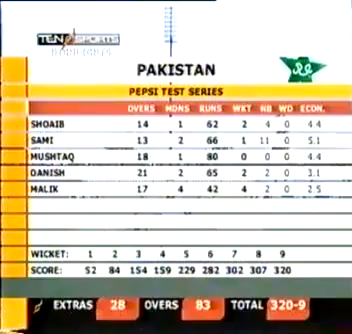 TEN SPORTS
HIGHLIGHTS
PAKISTAN
PEPSI TEST SERIES
OVERS MDNS RUNS WKT NB WD ECON.
SHOAIB 14 1 62 2 4 0 4.4
SAMI 13 2 66 1 11 0 5.1
MUSHTAQ 18 1 80 0 0 0 4.4
DANISH 21 2 65 2 2 0 3.1
MALIK 17 4 42 4 2 0 2.5
WICKET: 1 2 3 4 5 6 7 8 9
SCORE: 52 84 154 159 229 282 302 307 320
EXTRAS 28 OVERS 83 TOTAL 320-9